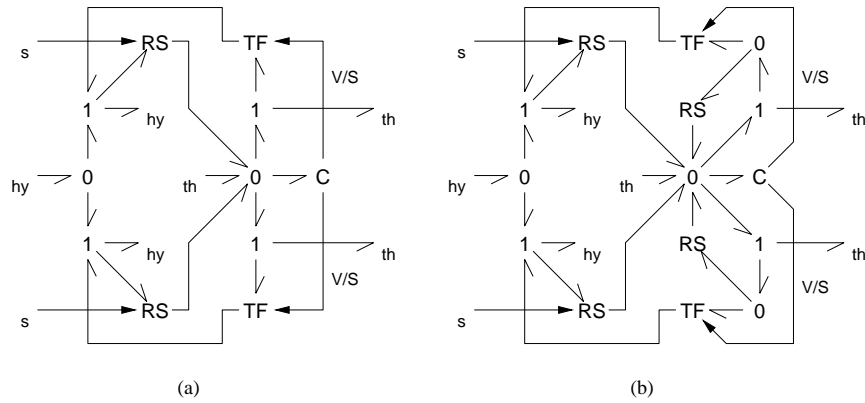 s RS TF RS TF 0
V/S V/S
1 hy 1 th 1 hy RS 1 th
hy 0 th 0 C hy 0 th 0 C
1 hy 1 th 1 hy RS 1 th
V/S V/S
s RS TF s RS TF 0
(a) (b)